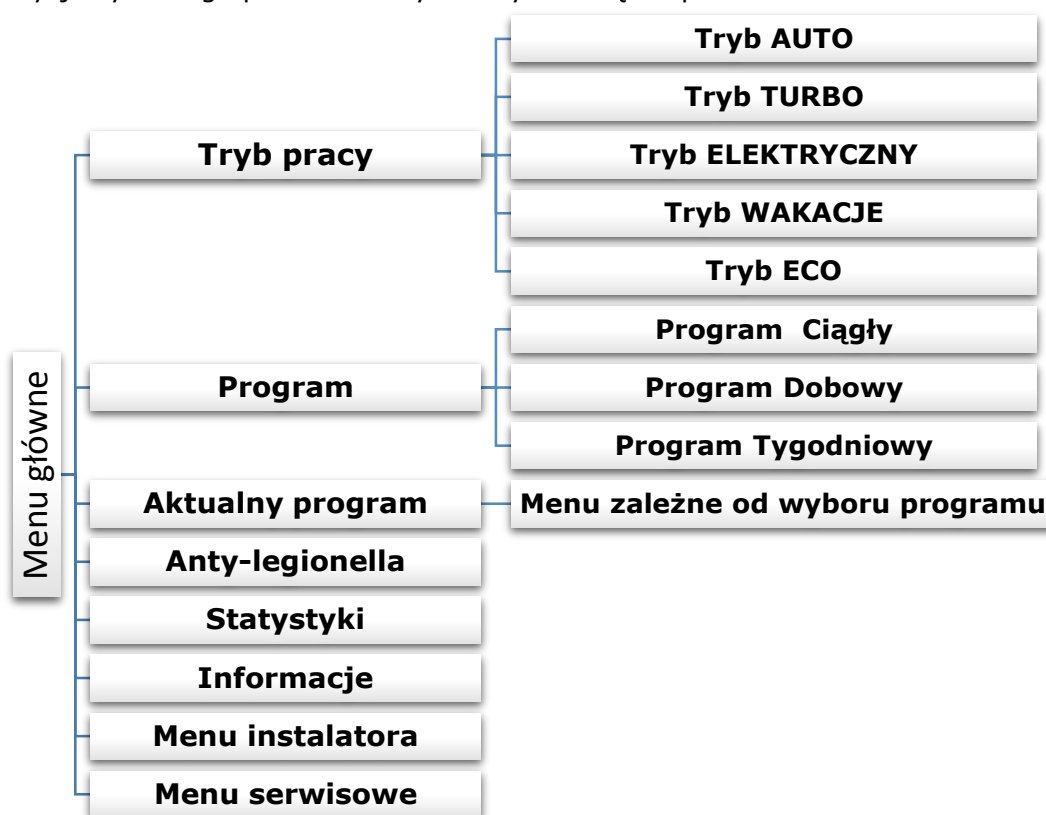 Menu główne
Tryb pracy
Tryb AUTO
Tryb TURBO
Tryb ELEKTRYCZNY
Tryb WAKACJE
Tryb ECO
Program
Program Ciągły
Program Dobowy
Program Tygodniowy
Aktualny program
Menu zależne od wyboru programu
Anty-legionella
Statystyki
Informacje
Menu instalatora
Menu serwisowe